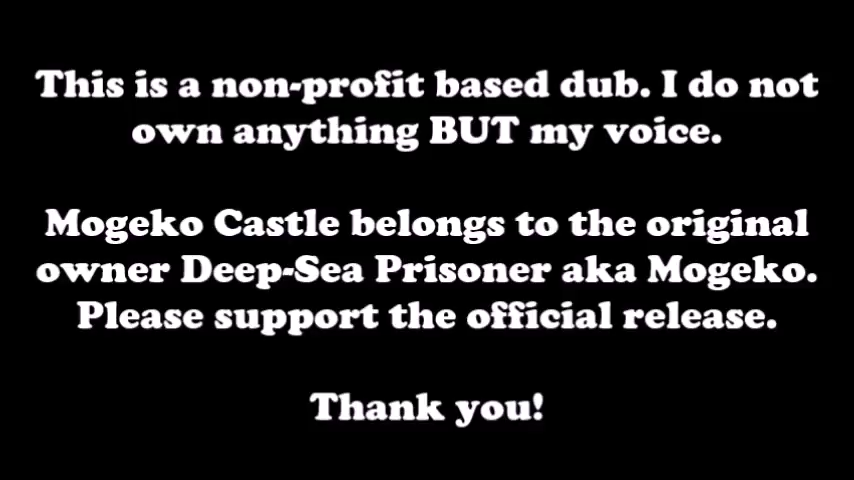 This is a non-profit based dub. I do not
own anything BUT my voice.
Mogeko Castle belongs to the original
owner Deep-Sea Prisoner aka Mogeko.
Please support the official release.
Thank you!